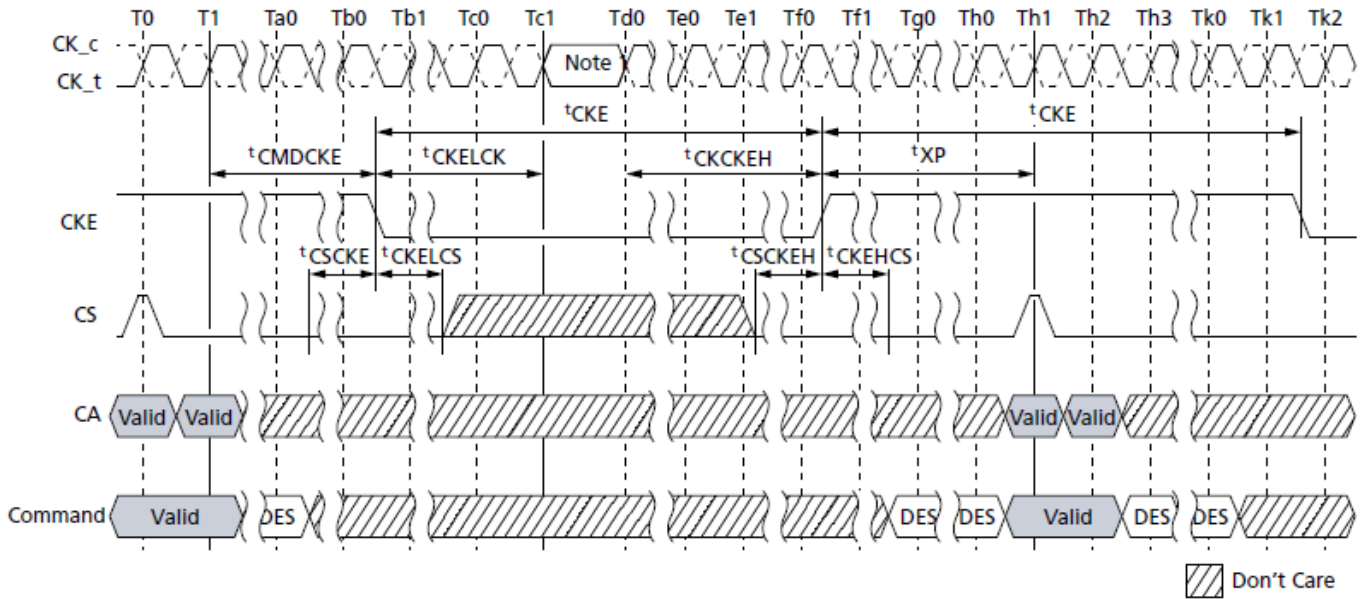 T0 T1 Ta0 Tb0 Tb1 Tc0 Tc1 Td0 Te0 Te1 Tf0 Tf1 Tg0 Th0 Th1 Th2 Th3 Tk0 Tk1 Tk2
CK_c
Note
CK_t
tCKE tCKE
tCMDCKE tCKELCK tCKCKEH tXP
CKE
tCSCKE tCKELCS tCSCKEH tCKEHCS
CS
CA Valid Valid Valid Valid
Command Valid DES DES DES Valid DES DES
Don't Care